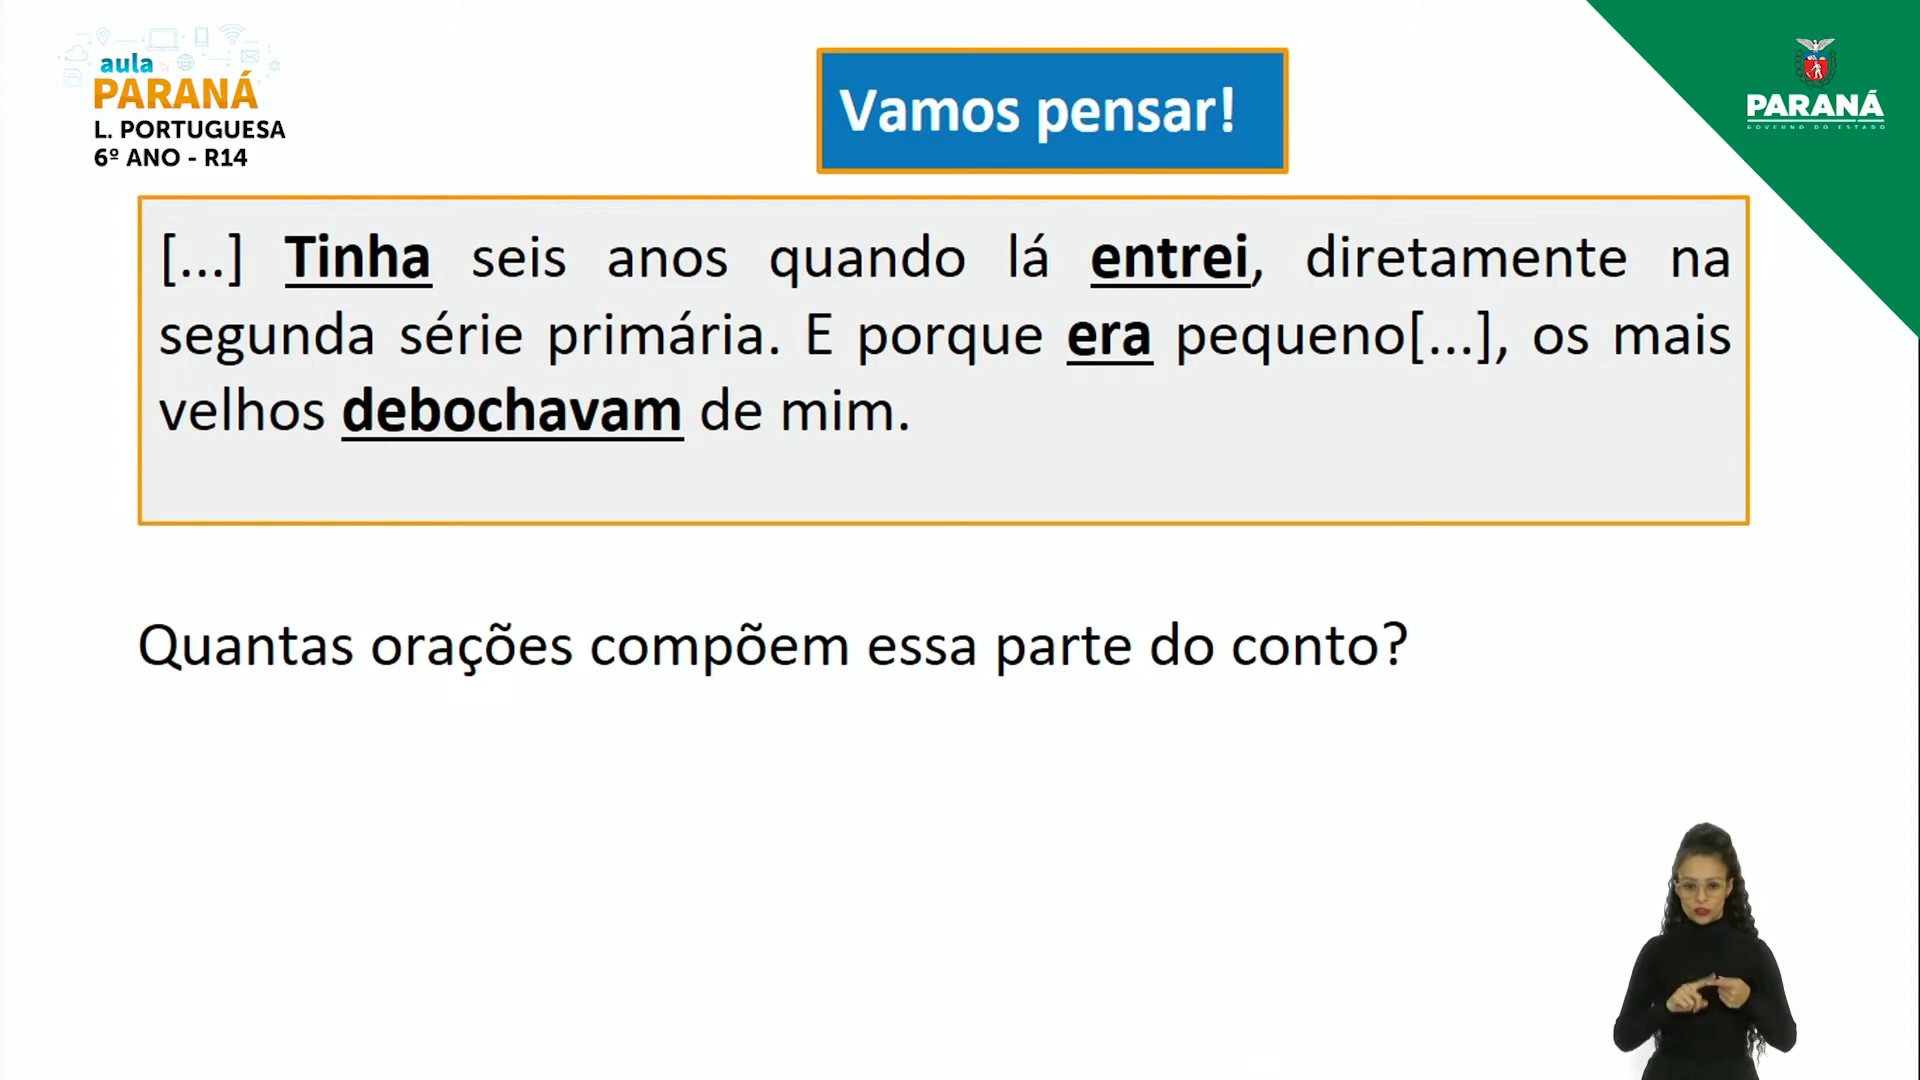 aula
PARANÁ
L. PORTUGUESA
6º ANO - R14
Vamos pensar!
PARANÁ
GOVERNO DO ESTADO
[...] Tinha seis anos quando lá entrei, diretamente na
segunda série primária. E porque era pequeno[...], os mais
velhos debochavam de mim.
Quantas orações compõem essa parte do conto?